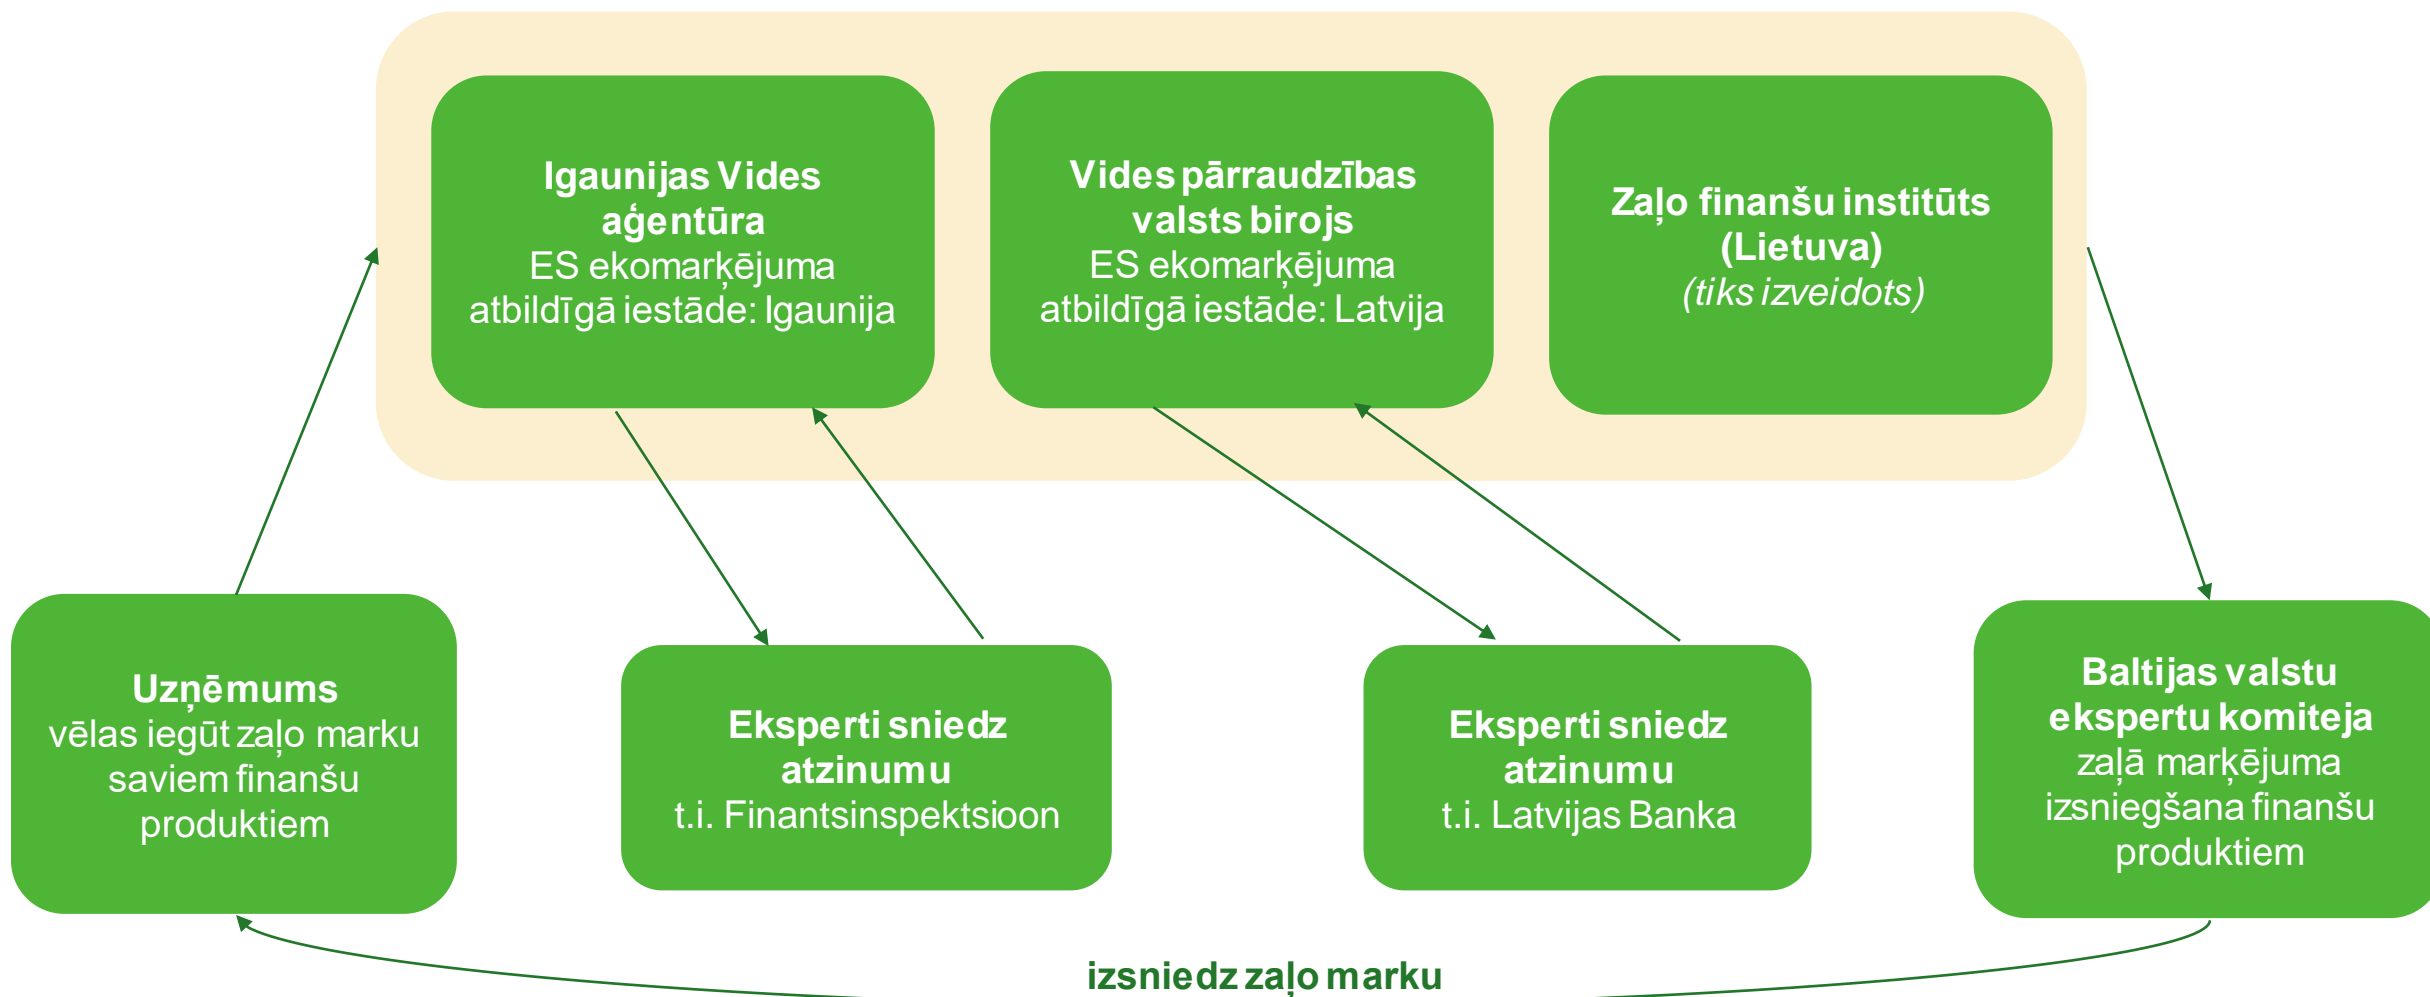 Igaunijas Vides
aģentūra
ES ekomarķējuma
atbildīgā iestāde: Igaunija
Vides pārraudzības
valsts birojs
ES ekomarķējuma
atbildīgā iestāde: Latvija
Zaļo finanšu institūts
(Lietuva)
(tiks izveidots)
Uzņēmums
vēlas iegūt zaļo marku
saviem finanšu
produktiem
Eksperti sniedz
atzinumu
t.i. Finantsinspektsioon
Eksperti sniedz
atzinumu
t.i. Latvijas Banka
Baltijas valstu
ekspertu komiteja
zaļā marķējuma
izsniegšana finanšu
produktiem
izsniedz zaļo marku